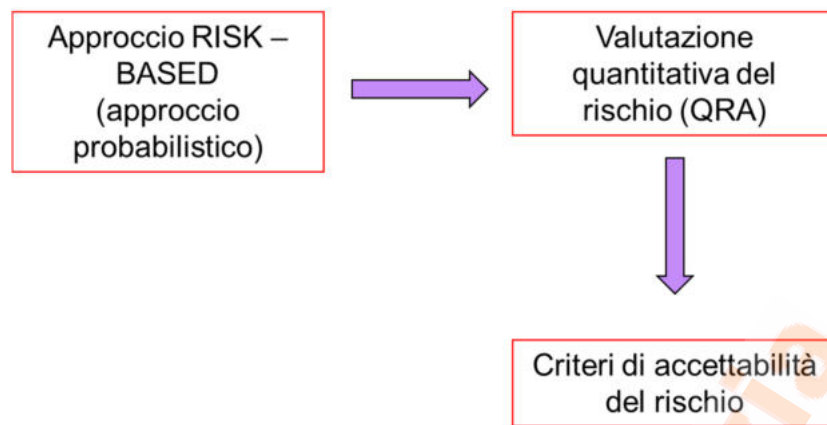 Approccio RISK –
BASED
(approccio
probabilistico)
Valutazione
quantitativa del
rischio (QRA)
Criteri di accettabilità
del rischio